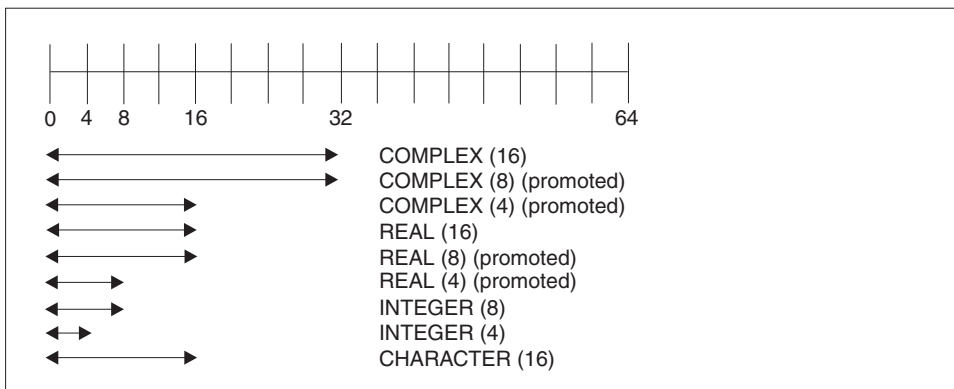 0 4 8 16 32 64
COMPLEX (16)
COMPLEX (8) (promoted)
COMPLEX (4) (promoted)
REAL (16)
REAL (8) (promoted)
REAL (4) (promoted)
INTEGER (8)
INTEGER (4)
CHARACTER (16)